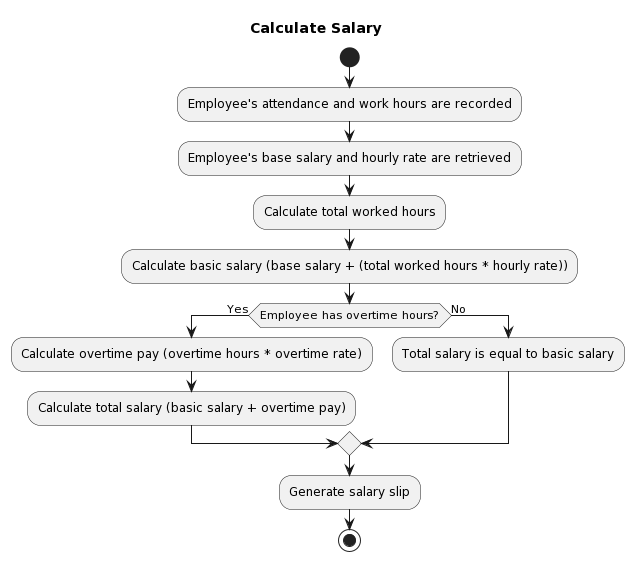 Calculate Salary
Employee's attendance and work hours are recorded
Employee's base salary and hourly rate are retrieved
Calculate total worked hours
Calculate basic salary (base salary + (total worked hours * hourly rate))
Yes
Employee has overtime hours?
No
Calculate overtime pay (overtime hours * overtime rate)
Total salary is equal to basic salary
Calculate total salary (basic salary + overtime pay)
Generate salary slip